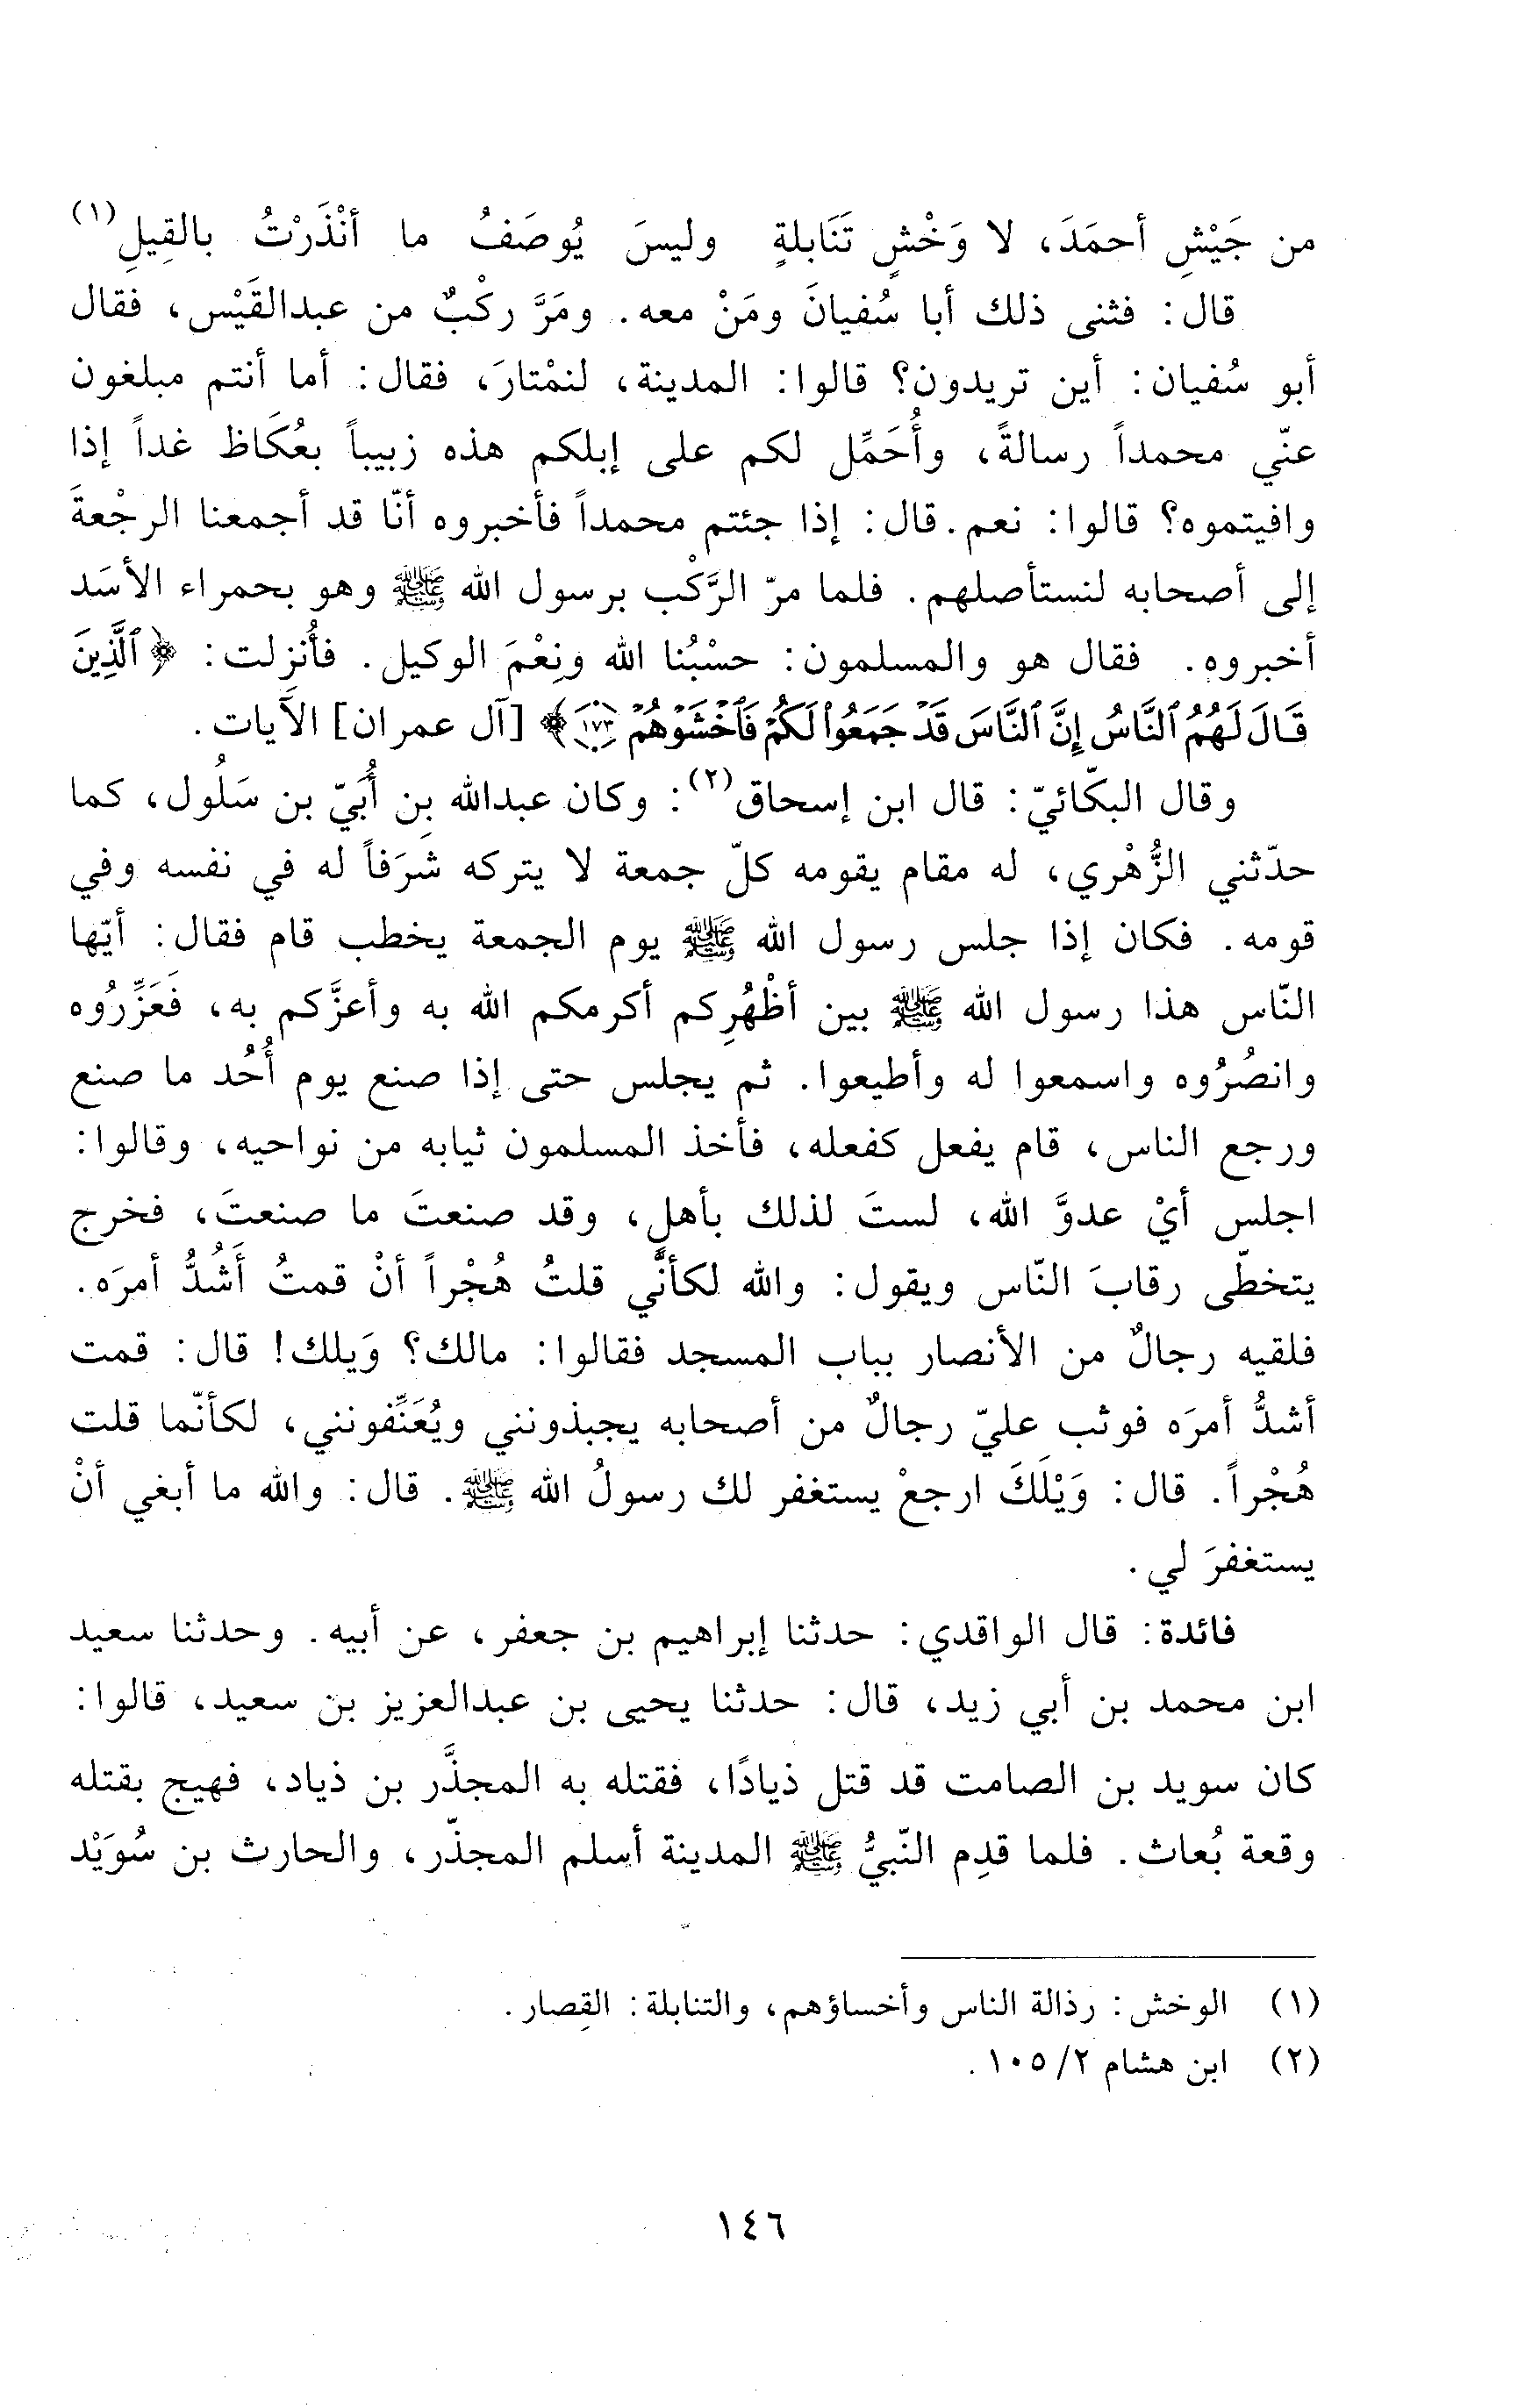 من جَيْشِ أحمَدَ، لا وَخْشٍ تَنَابلةٍ وليسَ يُوصَفُ ما أنْذَرْتُ بالقِيلِ(١)
قال: فثنى ذلك أبا سُفيانَ ومَنْ معه. ومَرَّ ركْبٌ من عبدالقَيْس، فقال
أبو سُفيان: أين تريدون؟ قالوا: المدينة، لنمْتارَ، فقال: أما أنتم مبلغون
عنّي محمداً رسالةً، وأُحَمِّل لكم على إبلكم هذه زبيباً بعُكَاظ غداً إذا
وافيتموه؟ قالوا: نعم. قال: إذا جئتم محمداً فأخبروه أنّا قد أجمعنا الرجْعةَ
إلى أصحابه لنستأصلهم. فلما مرّ الرَّكْب برسول الله ﷺ وهو بحمراء الأسَد
أخبروه. فقال هو والمسلمون: حسْبُنا الله ونِعْمَ الوكيل. فأُنزلت: ﴿ٱلَّذِينَ
قَالَ لَهُمُ ٱلنَّاسُ إِنَّ ٱلنَّاسَ قَدْ جَمَعُوا۟ لَكُمْ فَٱخْشَوْهُمْ ١٧٣﴾ [آل عمران] الآيات.
وقال البكّائيّ: قال ابن إسحاق(٢): وكان عبدالله بن أُبَيّ بن سَلُول، كما
حدّثني الزُّهْري، له مقام يقومه كلّ جمعة لا يتركه شَرَفاً له في نفسه وفي
قومه. فكان إذا جلس رسول الله ﷺ يوم الجمعة يخطب قام فقال: أيّها
النّاس هذا رسول الله ﷺ بين أظْهُرِكم أكرمكم الله به وأعزَّكم به، فَعَزِّرُوه
وانصُرُوه واسمعوا له وأطيعوا. ثم يجلس حتى إذا صنع يوم أُحُد ما صنع
ورجع الناس، قام يفعل كفعله، فأخذ المسلمون ثيابه من نواحيه، وقالوا:
اجلس أيْ عدوَّ الله، لستَ لذلك بأهلٍ، وقد صنعتَ ما صنعتَ، فخرج
يتخطّى رقابَ النّاس ويقول: والله لكأنَّي قلتُ هُجْراً أنْ قمتُ أَشُدُّ أمرَه.
فلقيه رجالٌ من الأنصار بباب المسجد فقالوا: مالك؟ وَيلك! قال: قمت
أشدُّ أمرَه فوثب عليّ رجالٌ من أصحابه يجبذونني ويُعَنِّفونني، لكأنّما قلت
هُجْراً. قال: وَيْلَكَ ارجعْ يستغفر لك رسولُ الله ﷺ. قال: والله ما أبغي أنْ
يستغفرَ لي.
فائدة: قال الواقدي: حدثنا إبراهيم بن جعفر، عن أبيه. وحدثنا سعيد
ابن محمد بن أبي زيد، قال: حدثنا يحيى بن عبدالعزيز بن سعيد، قالوا:
كان سويد بن الصامت قد قتل ذيادًا، فقتله به المجذَّر بن ذياد، فهيج بقتله
وقعة بُعاث. فلما قدِم النّبيُّ ﷺ المدينة أسلم المجذّر، والحارث بن سُوَيْد
(١) الوخش: رذالة الناس وأخساؤهم، والتنابلة: القِصار.
(٢) ابن هشام ٢/ ١٠٥.
١٤٦